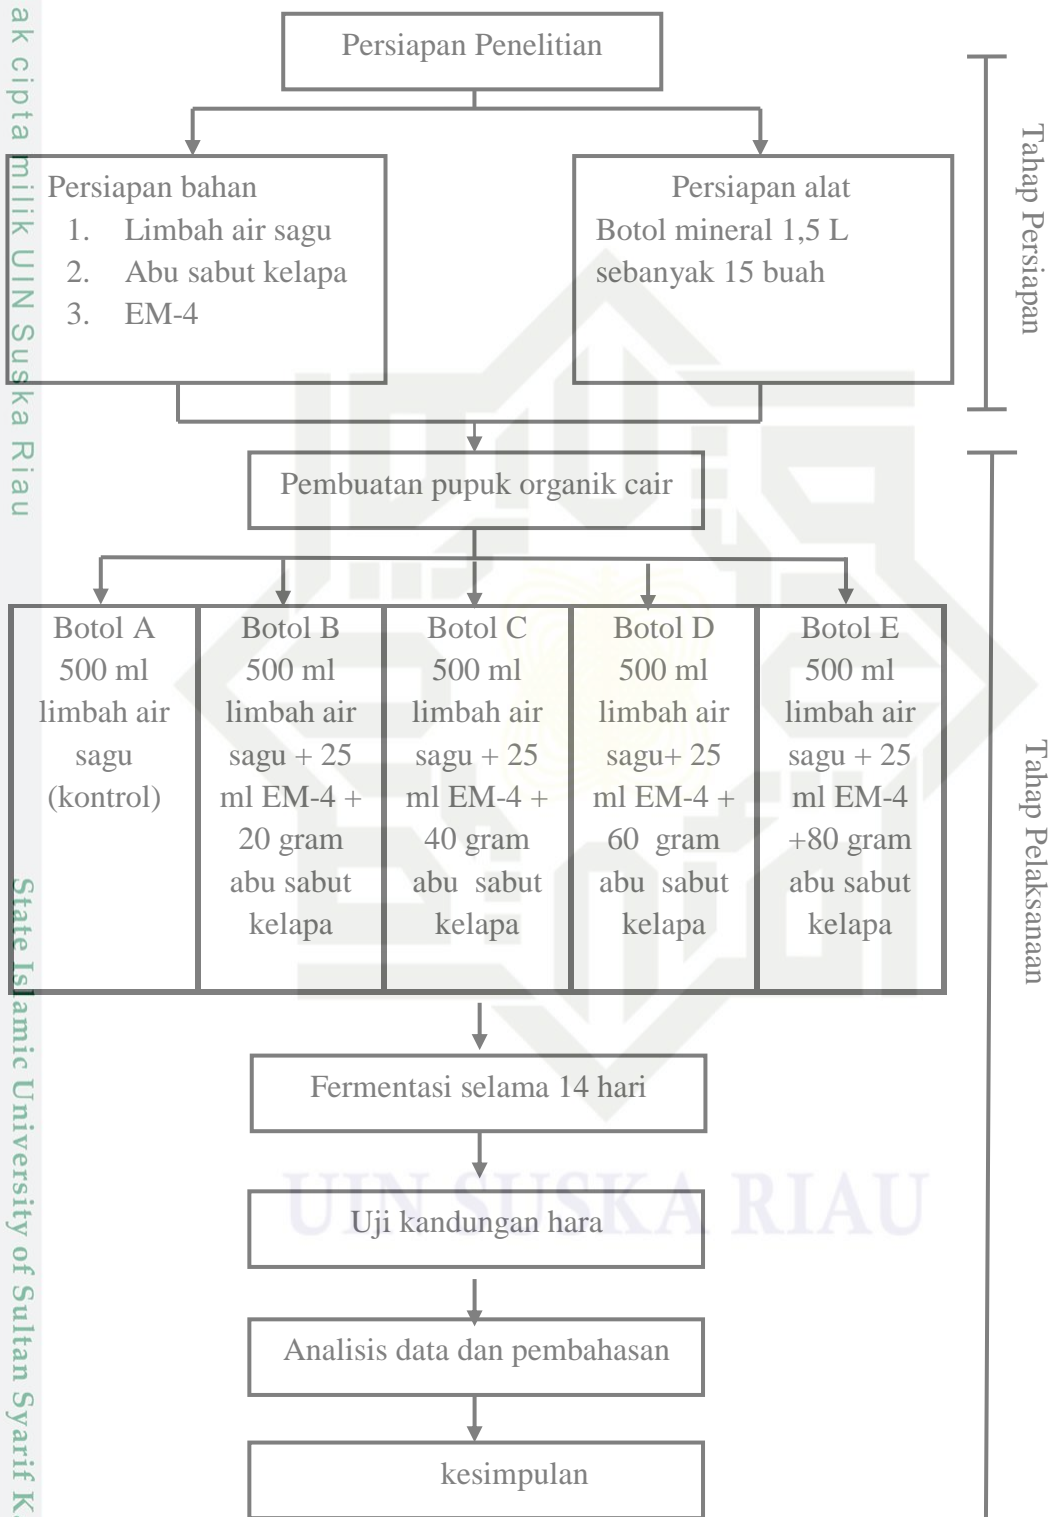 Persiapan Penelitian
Persiapan bahan
1. Limbah air sagu
2. Abu sabut kelapa
3. EM-4
Persiapan alat
Botol mineral 1,5 L
sebanyak 15 buah
Tahap Persiapan
Pembuatan pupuk organik cair
Botol A
500 ml
limbah air
sagu
(kontrol)
Botol B
500 ml
limbah air
sagu + 25
ml EM-4 +
20 gram
abu sabut
kelapa
Botol C
500 ml
limbah air
sagu + 25
ml EM-4 +
40 gram
abu sabut
kelapa
Botol D
500 ml
limbah air
sagu+ 25
ml EM-4 +
60 gram
abu sabut
kelapa
Botol E
500 ml
limbah air
sagu + 25
ml EM-4
+80 gram
abu sabut
kelapa
Tahap Pelaksanaan
Fermentasi selama 14 hari
Uji kandungan hara
Analisis data dan pembahasan
kesimpulan
UIN SUSKA RIAU
ak cipta milik UIN Suska Riau
State Islamic University of Sultan Syarif K